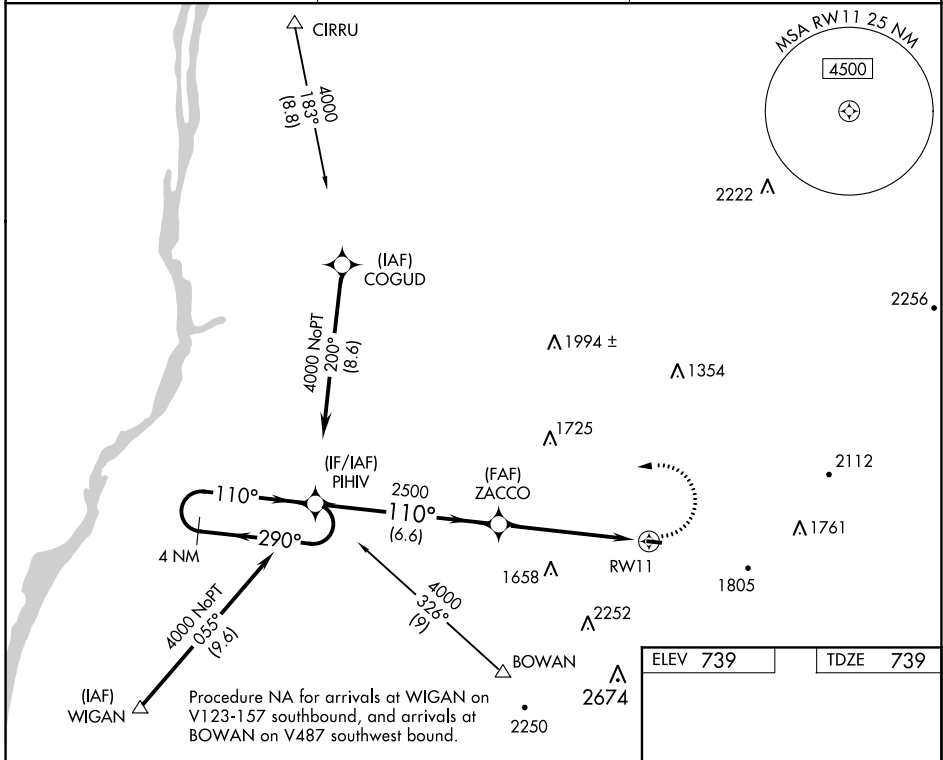 CIRRU
4000
183°
(8.8)
MSA RW11 25 NM
4500
2222
(IAF)
COGUD
2256
4000 NoPT
200°
(8.6)
1994 ±
1354
1725
(IF/IAF)
PIHIV
(FAF)
ZACCO
2112
110°
2500
110°
(6.6)
1761
290°
4 NM
RW11
1658
1805
4000 NoPT
055°
(9.6)
4000
326°
(9)
2252
BOWAN
ELEV 739
TDZE 739
2674
(IAF)
WIGAN
Procedure NA for arrivals at WIGAN on
V123-157 southbound, and arrivals at
BOWAN on V487 southwest bound.
2250